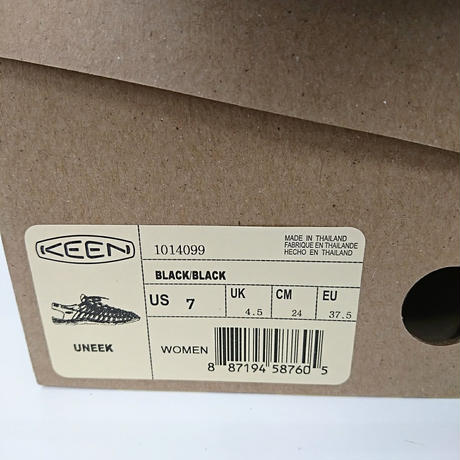 KEEN
1014099
MADE IN THAILAND
FABRIQUE EN THAILANDE
HECHO EN THAILAND
BLACK/BLACK
US 7
UK 4.5
CM 24
EU 37.5
UNEEK
WOMEN
8 87194 58760 5